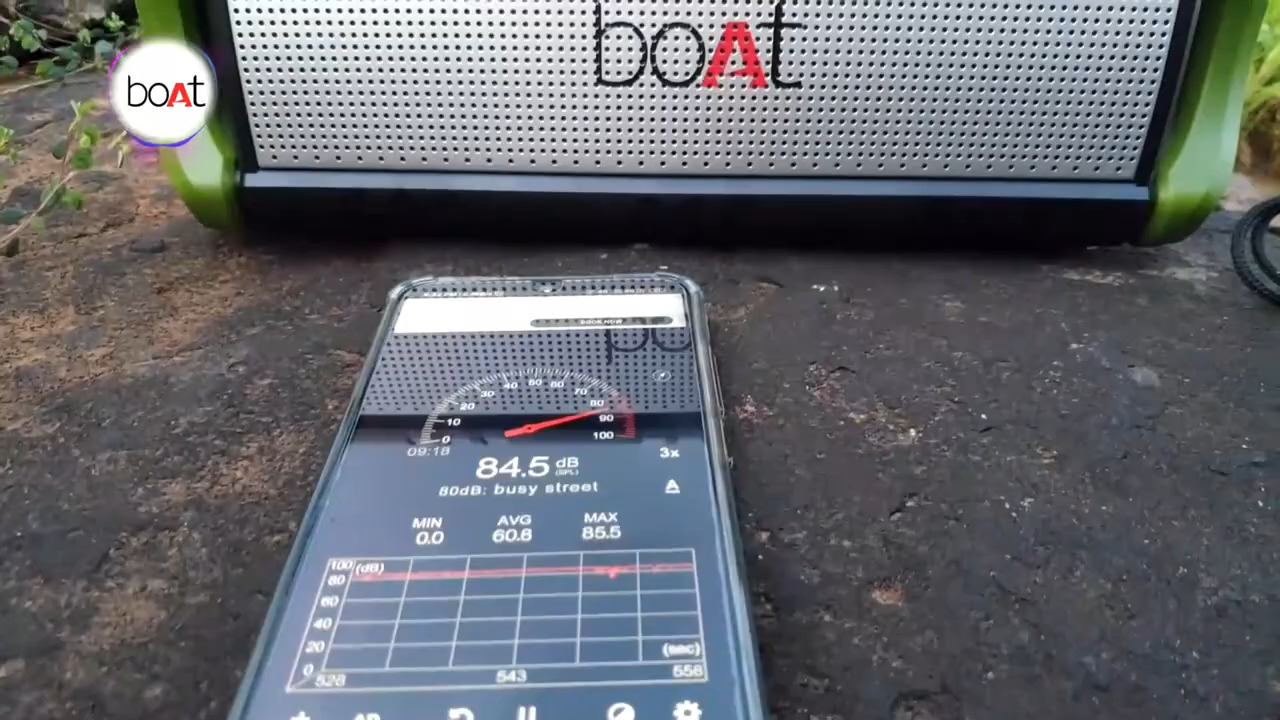 boAt
boAt
BOOK NOW
0 10 20 30 40 50 60 70 80 90 100
09:18
3x
84.5 dB
(SPL)
80dB: busy street
MIN AVG MAX
0.0 60.8 85.5
100 (dB)
80
60
40
20
0
(sec)
528 543 558